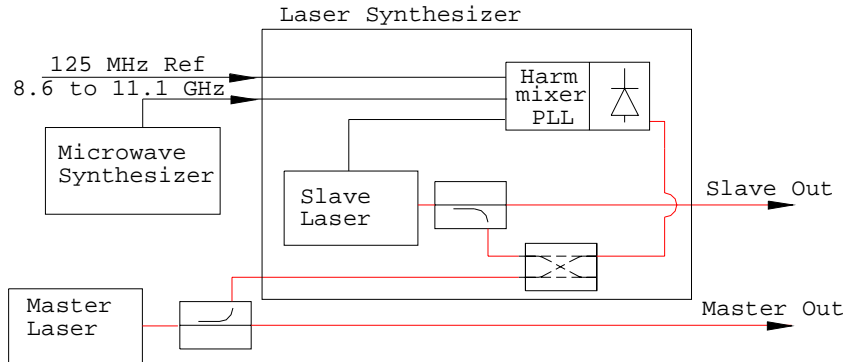 Laser Synthesizer
125 MHz Ref
8.6 to 11.1 GHz
Harm
mixer
PLL
Microwave
Synthesizer
Slave
Laser
Slave Out
Master
Laser
Master Out